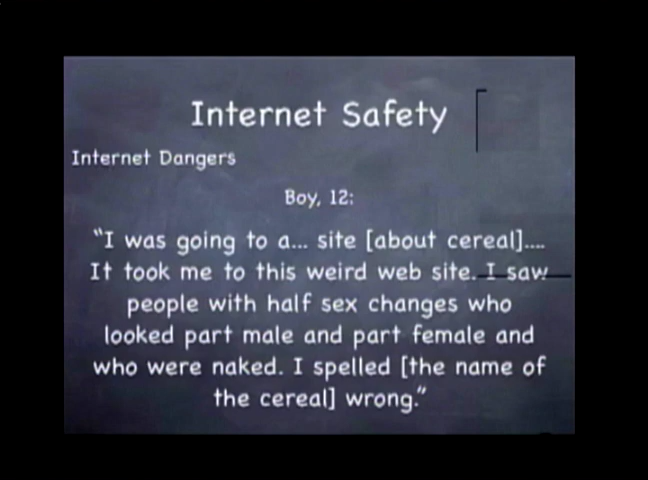 Internet Safety
Internet Dangers
Boy, 12:
"I was going to a... site [about cereal]....
It took me to this weird web site. I saw
people with half sex changes who
looked part male and part female and
who were naked. I spelled [the name of
the cereal] wrong."